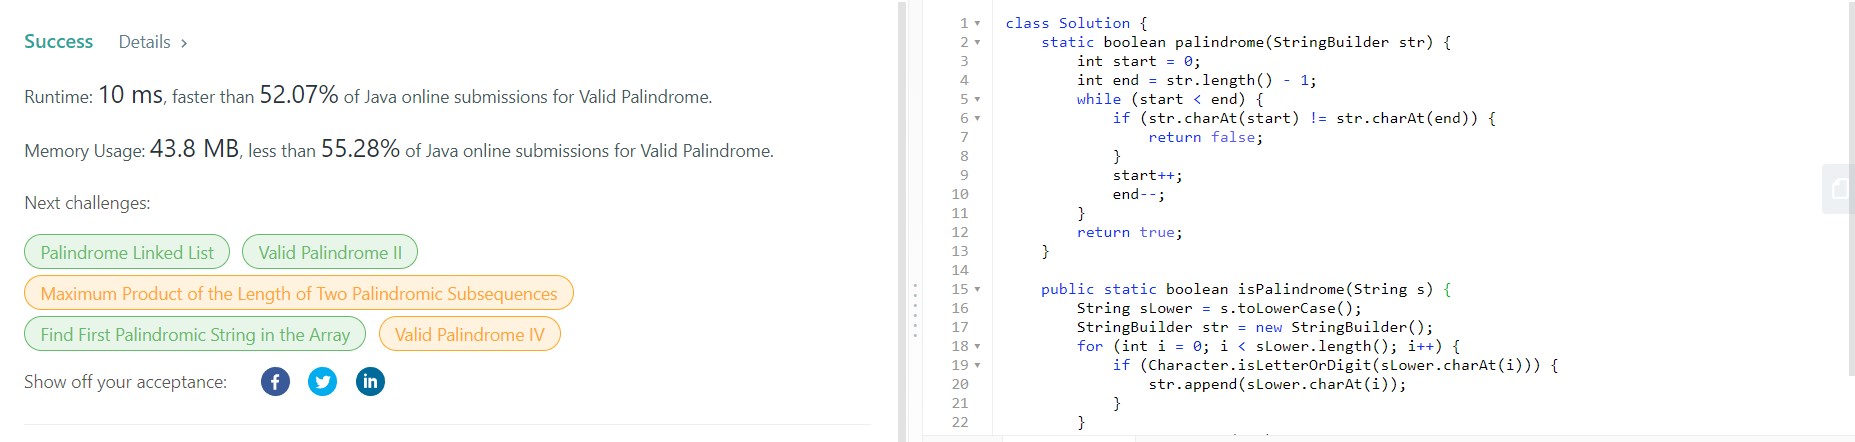 Success Details >
Runtime: 10 ms, faster than 52.07% of Java online submissions for Valid Palindrome.
Memory Usage: 43.8 MB, less than 55.28% of Java online submissions for Valid Palindrome.
Next challenges:
Palindrome Linked List Valid Palindrome II
Maximum Product of the Length of Two Palindromic Subsequences
Find First Palindromic String in the Array Valid Palindrome IV
Show off your acceptance: f in
1 class Solution {
2 static boolean palindrome(StringBuilder str) {
3 int start = 0;
4 int end = str.length() - 1;
5 while (start < end) {
6 if (str.charAt(start) != str.charAt(end)) {
7 return false;
8 }
9 start++;
10 end--;
11 }
12 return true;
13 }
14
15 public static boolean isPalindrome(String s) {
16 String sLower = s.toLowerCase();
17 StringBuilder str = new StringBuilder();
18 for (int i = 0; i < sLower.length(); i++) {
19 if (Character.isLetterOrDigit(sLower.charAt(i))) {
20 str.append(sLower.charAt(i));
21 }
22 }